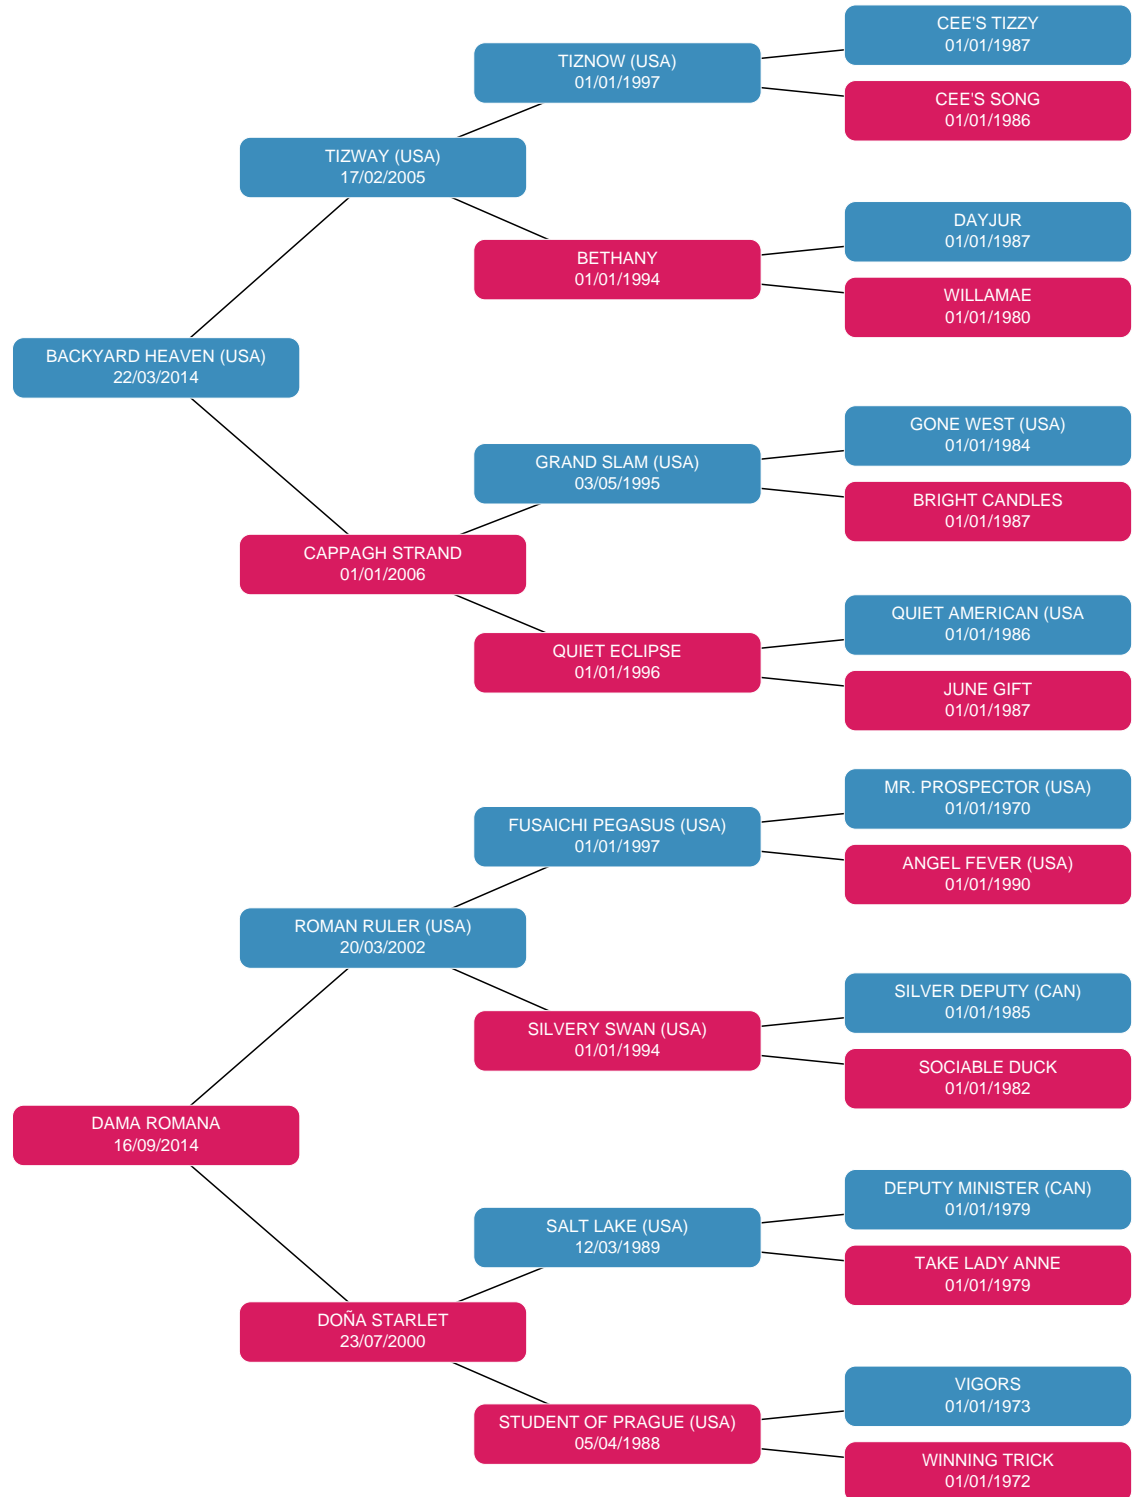 CEE'S TIZZY
01/01/1987
TIZNOW (USA)
01/01/1997
CEE'S SONG
01/01/1986
TIZWAY (USA)
17/02/2005
DAYJUR
01/01/1987
BETHANY
01/01/1994
WILLAMAE
01/01/1980
BACKYARD HEAVEN (USA)
22/03/2014
GONE WEST (USA)
01/01/1984
GRAND SLAM (USA)
03/05/1995
BRIGHT CANDLES
01/01/1987
CAPPAGH STRAND
01/01/2006
QUIET AMERICAN (USA
01/01/1986
QUIET ECLIPSE
01/01/1996
JUNE GIFT
01/01/1987
MR. PROSPECTOR (USA)
01/01/1970
FUSAICHI PEGASUS (USA)
01/01/1997
ANGEL FEVER (USA)
01/01/1990
ROMAN RULER (USA)
20/03/2002
SILVER DEPUTY (CAN)
01/01/1985
SILVERY SWAN (USA)
01/01/1994
SOCIABLE DUCK
01/01/1982
DAMA ROMANA
16/09/2014
DEPUTY MINISTER (CAN)
01/01/1979
SALT LAKE (USA)
12/03/1989
TAKE LADY ANNE
01/01/1979
DOÑA STARLET
23/07/2000
VIGORS
01/01/1973
STUDENT OF PRAGUE (USA)
05/04/1988
WINNING TRICK
01/01/1972